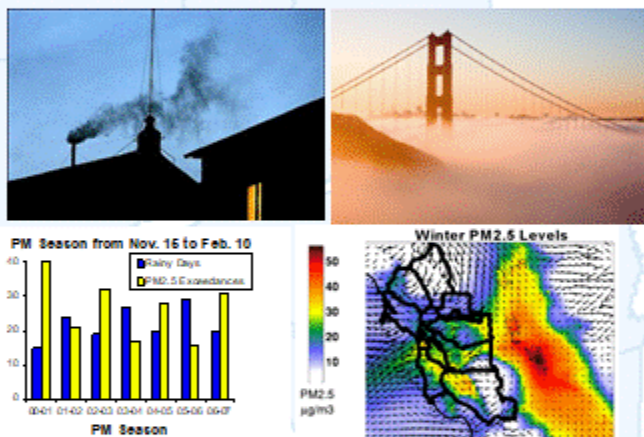 PM Season from Nov. 15 to Feb. 10
Rainy Days
PM2.5 Exceedances
40
30
20
10
0
00-01 01-02 02-03 03-04 04-05 05-06 06-07
PM Season
Winter PM2.5 Levels
50
40
30
20
10
PM2.5
µg/m3